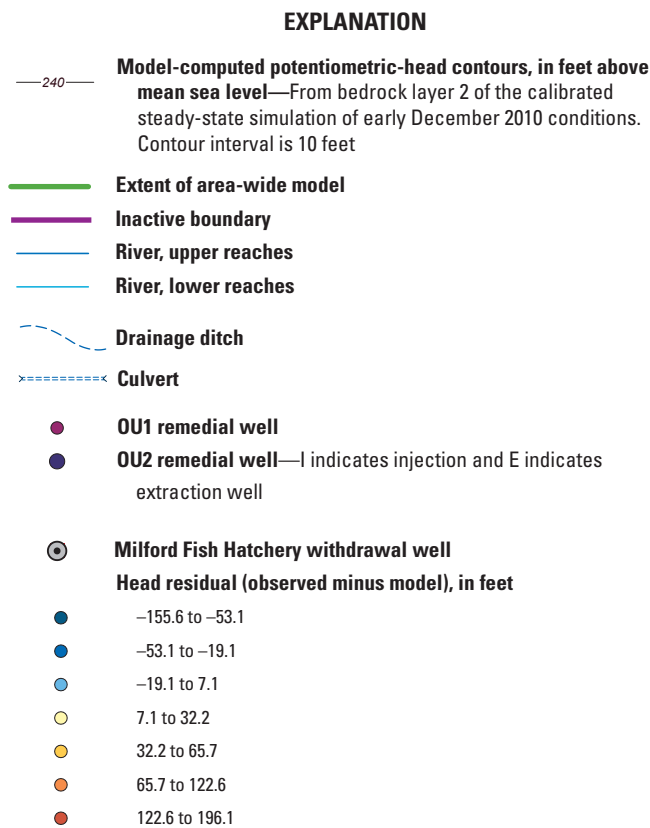 EXPLANATION
240
Model-computed potentiometric-head contours, in feet above
mean sea level—From bedrock layer 2 of the calibrated
steady-state simulation of early December 2010 conditions.
Contour interval is 10 feet
Extent of area-wide model
Inactive boundary
River, upper reaches
River, lower reaches
Drainage ditch
Culvert
OU1 remedial well
OU2 remedial well—I indicates injection and E indicates
extraction well
Milford Fish Hatchery withdrawal well
Head residual (observed minus model), in feet
–155.6 to –53.1
–53.1 to –19.1
–19.1 to 7.1
7.1 to 32.2
32.2 to 65.7
65.7 to 122.6
122.6 to 196.1